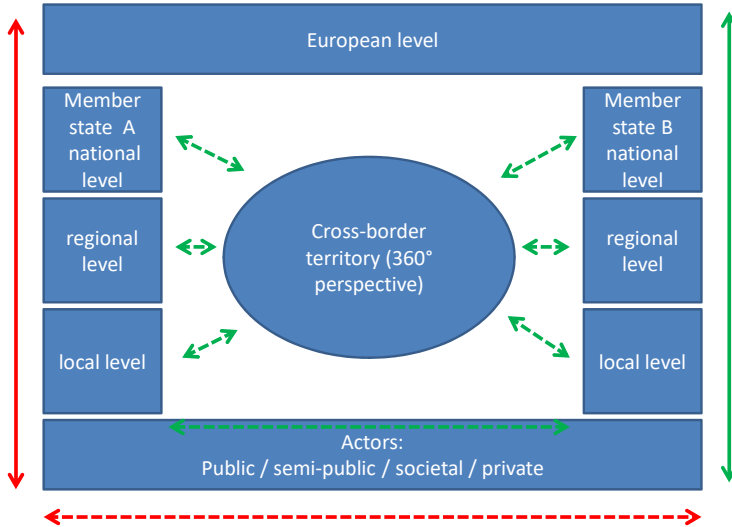 European level
Member
state A
national
level
Member
state B
national
level
Cross-border
territory (360°
perspective)
regional
level
regional
level
local level
local level
Actors:
Public / semi-public / societal / private